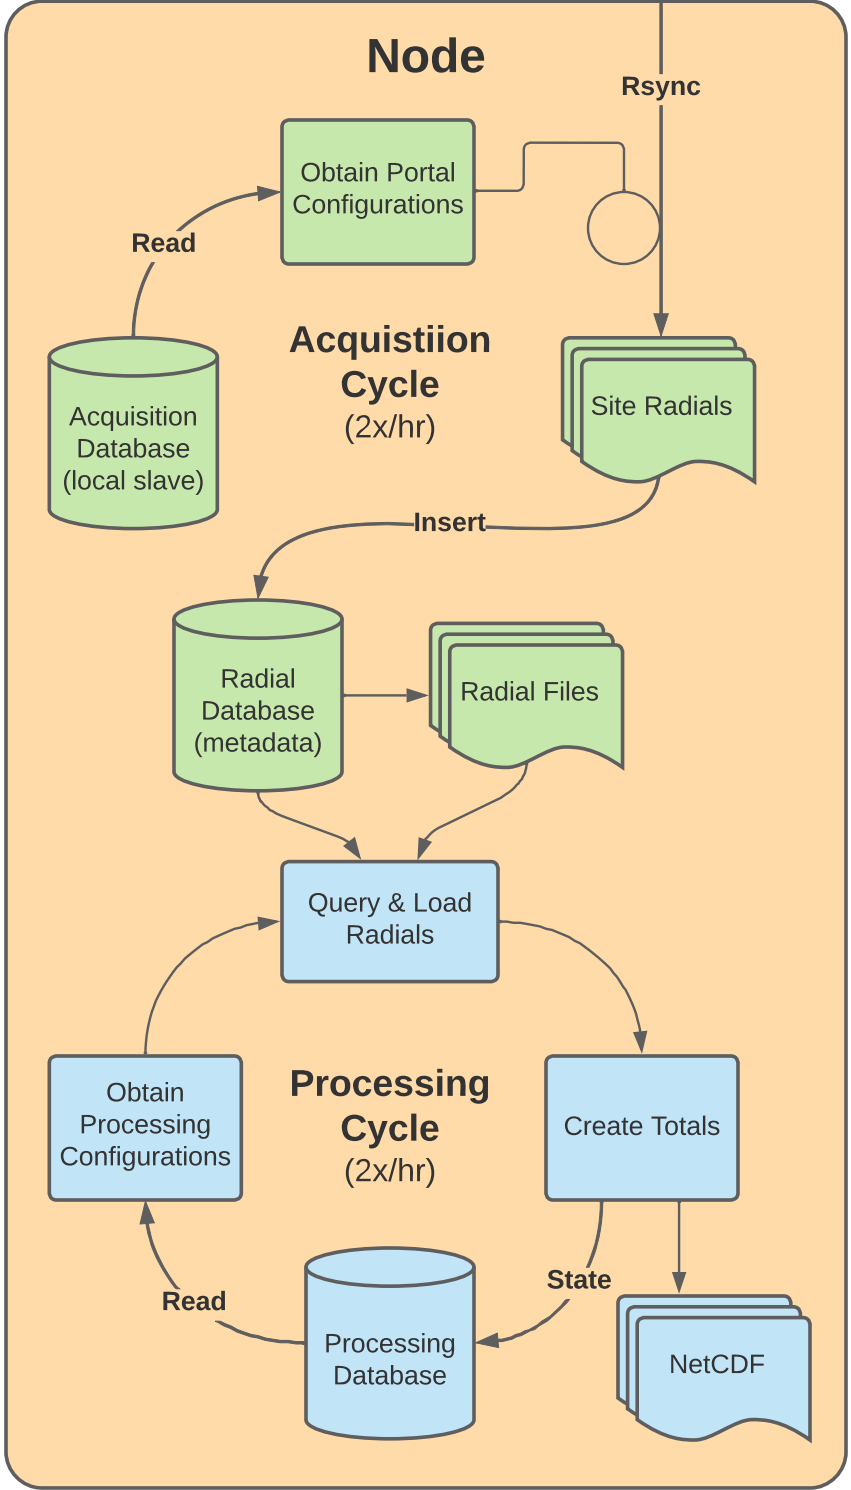 Node
Rsync
Obtain Portal
Configurations
Read
Acquistiion
Cycle
(2x/hr)
Acquisition
Database
(local slave)
Site Radials
Insert
Radial
Database
(metadata)
Radial Files
Query & Load
Radials
Obtain
Processing
Configurations
Processing
Cycle
(2x/hr)
Create Totals
State
Read
Processing
Database
NetCDF